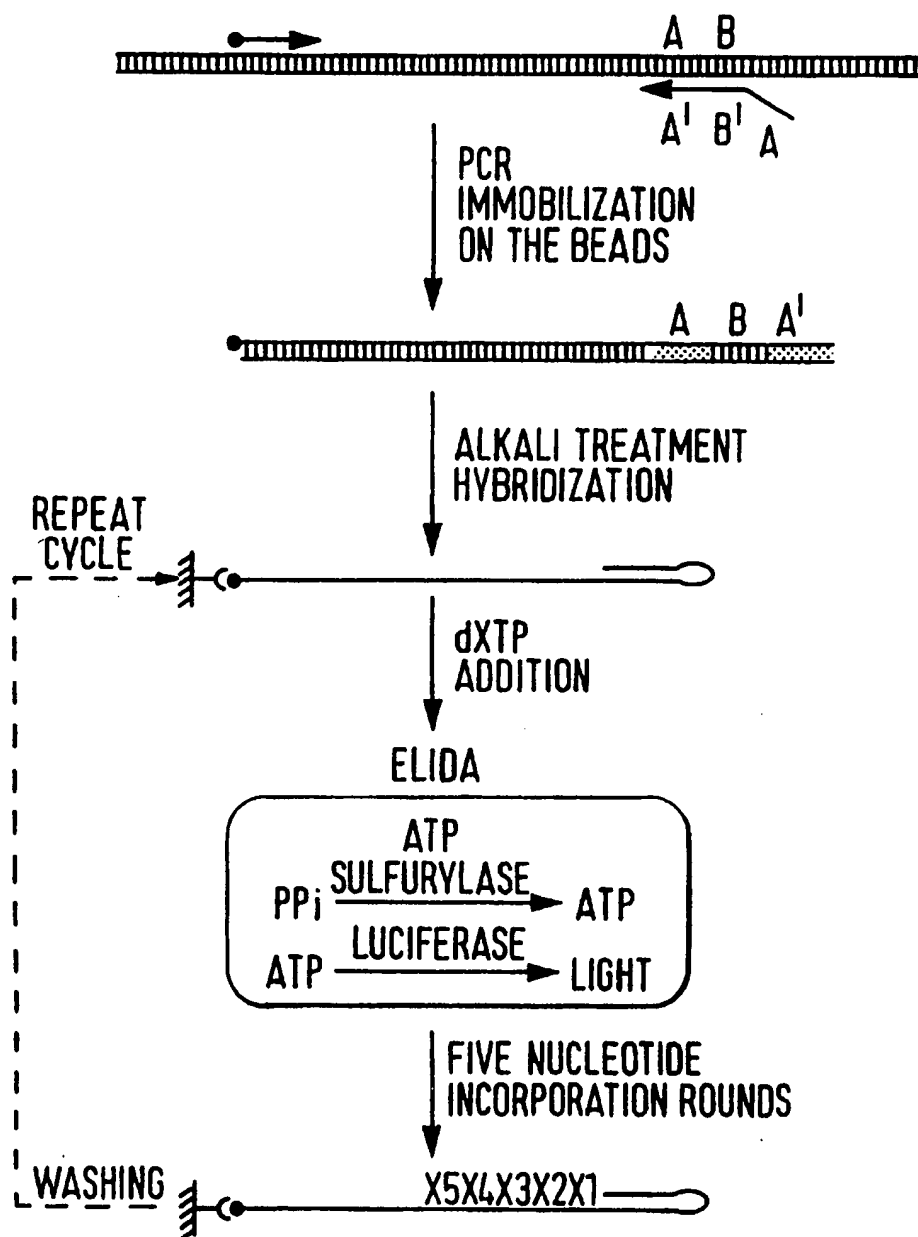 A B
A' B' A
PCR
IMMOBILIZATION
ON THE BEADS
A B A'
ALKALI TREATMENT
HYBRIDIZATION
REPEAT
CYCLE
dXTP
ADDITION
ELIDA
ATP
SULFURYLASE
PPi ATP
LUCIFERASE
ATP LIGHT
FIVE NUCLEOTIDE
INCORPORATION ROUNDS
WASHING
X5X4X3X2X1